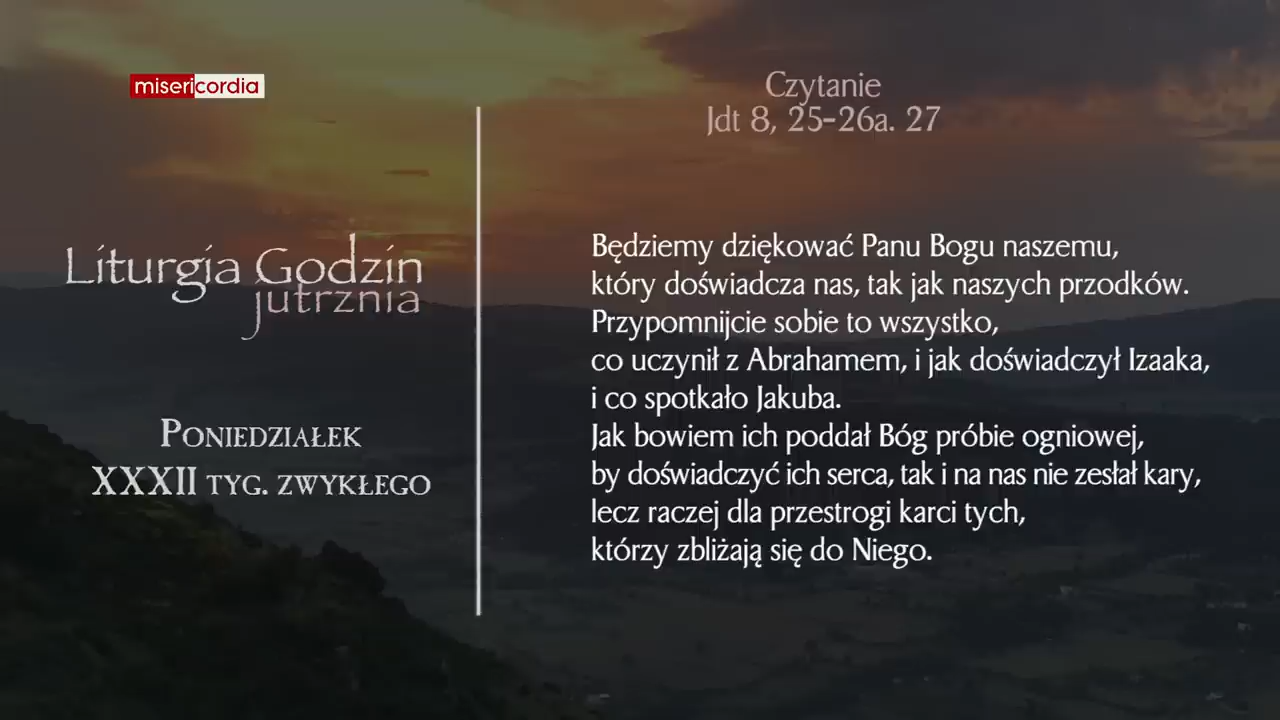 misericordia
Liturgia Godzin
jutrznia
Poniedziałek
XXXII tyg. zwykłego
Czytanie
Jdt 8, 25-26a. 27
Będziemy dziękować Panu Bogu naszemu,
który doświadcza nas, tak jak naszych przodków.
Przypomnijcie sobie to wszystko,
co uczynił z Abrahamem, i jak doświadczył Izaaka,
i co spotkało Jakuba.
Jak bowiem ich poddał Bóg próbie ogniowej,
by doświadczyć ich serca, tak i na nas nie zesłał kary,
lecz raczej dla przestrogi karci tych,
którzy zbliżają się do Niego.